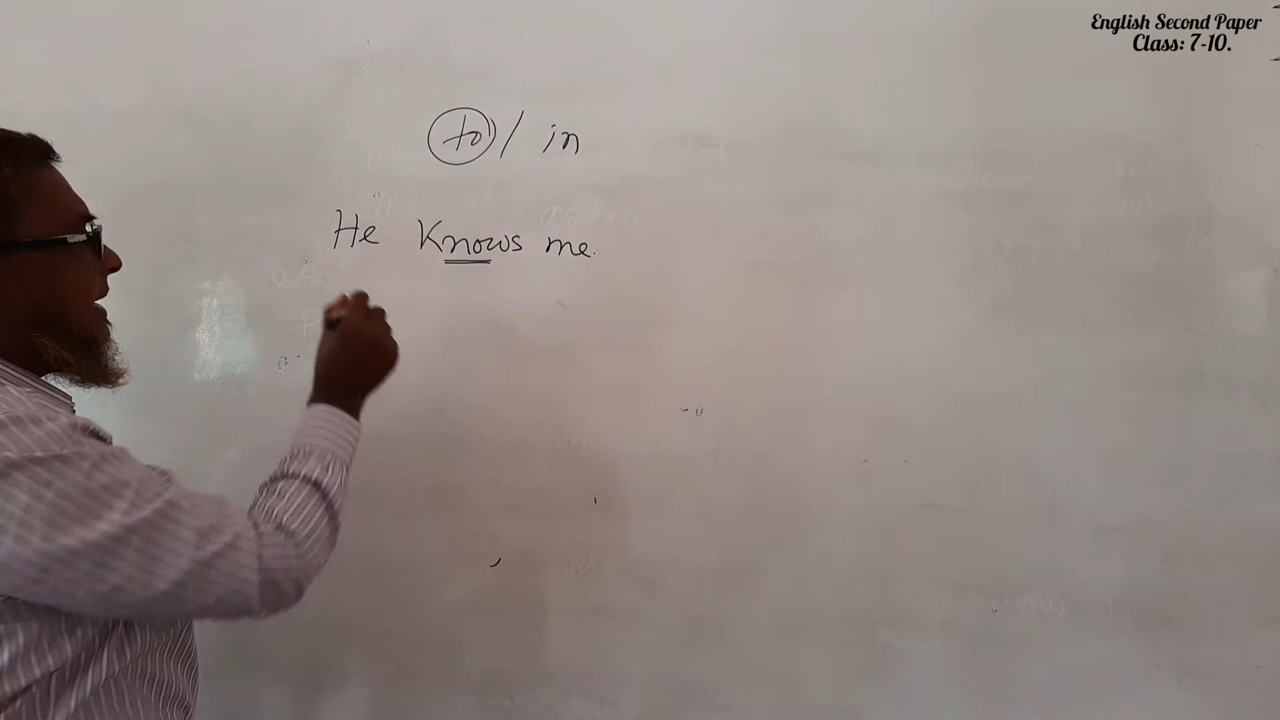 English Second Paper
Class: 7-10.
to / in
He Knows me.